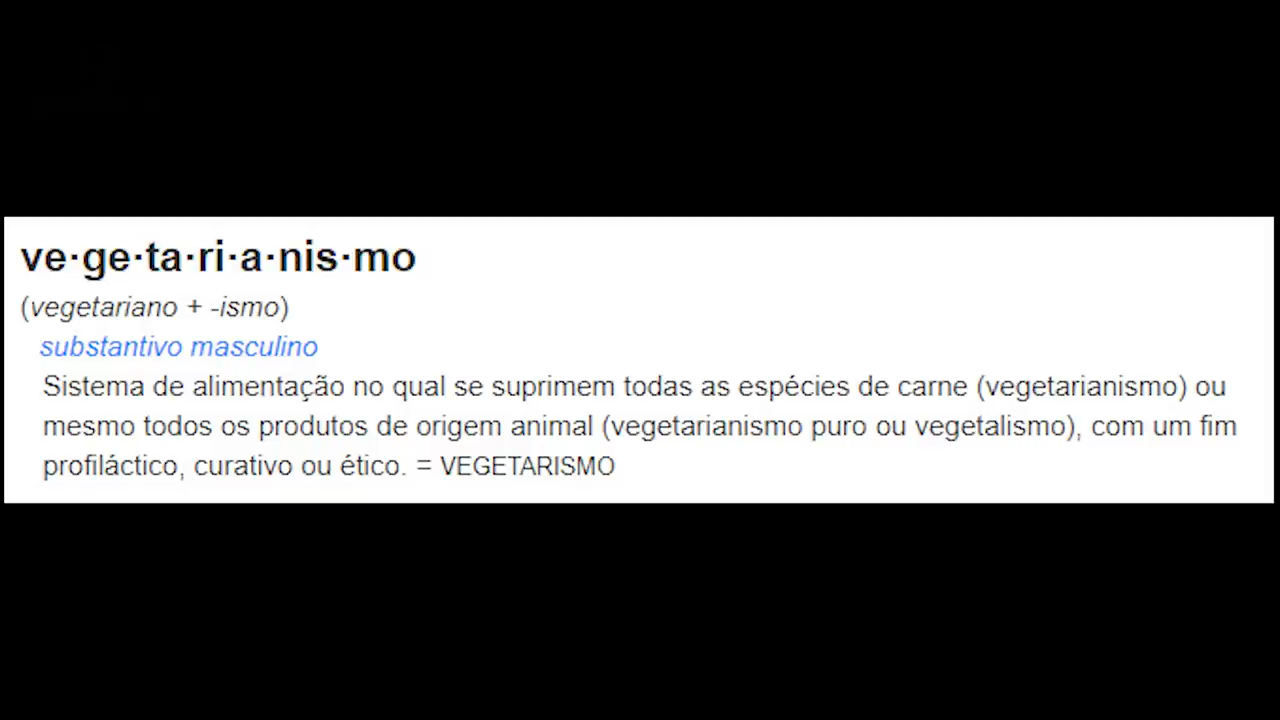 ve·ge·ta·ri·a·nis·mo
(vegetariano + -ismo)
substantivo masculino
Sistema de alimentação no qual se suprimem todas as espécies de carne (vegetarianismo) ou
mesmo todos os produtos de origem animal (vegetarianismo puro ou vegetalismo), com um fim
profiláctico, curativo ou ético. = VEGETARISMO